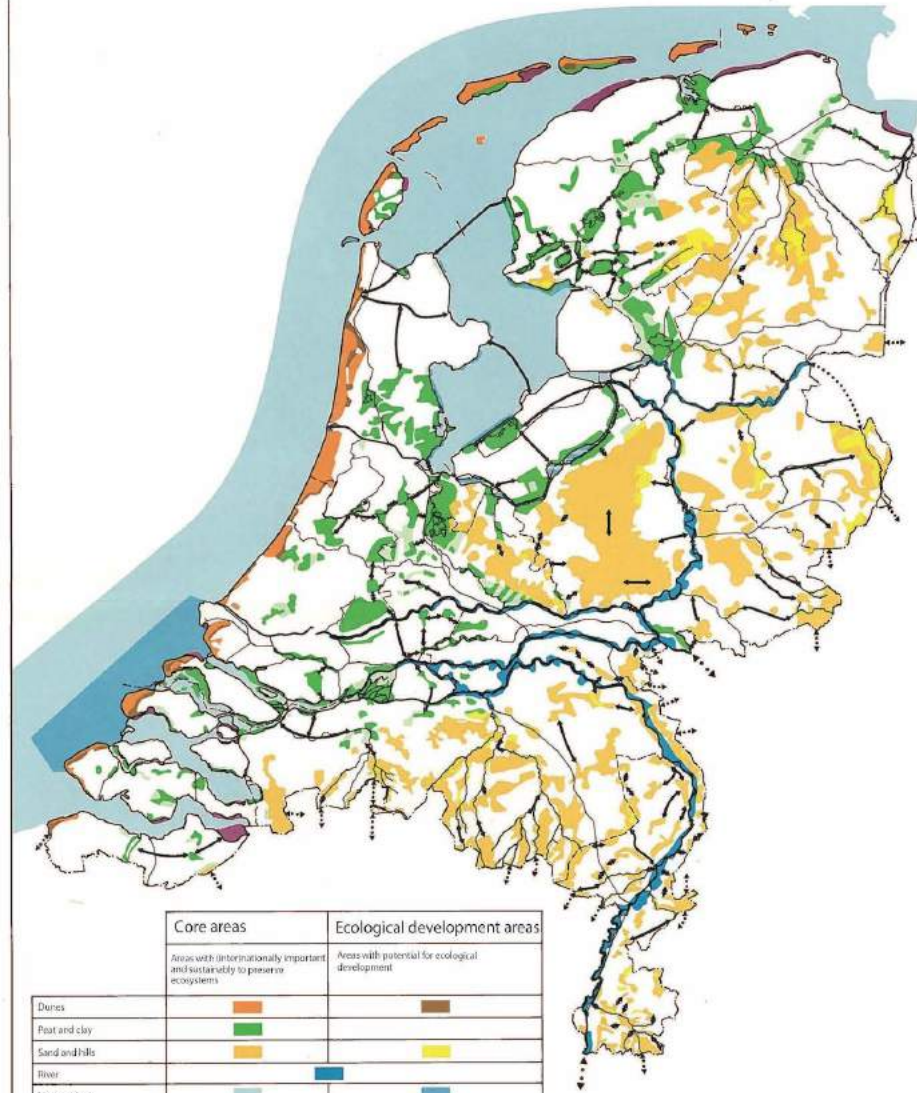 Core areas
Ecological development areas
Areas with (inter)nationally important
and sustainably to preserve
ecosystems
Areas with potential for ecological
development
Dunes
Peat and clay
Sand and hills
River